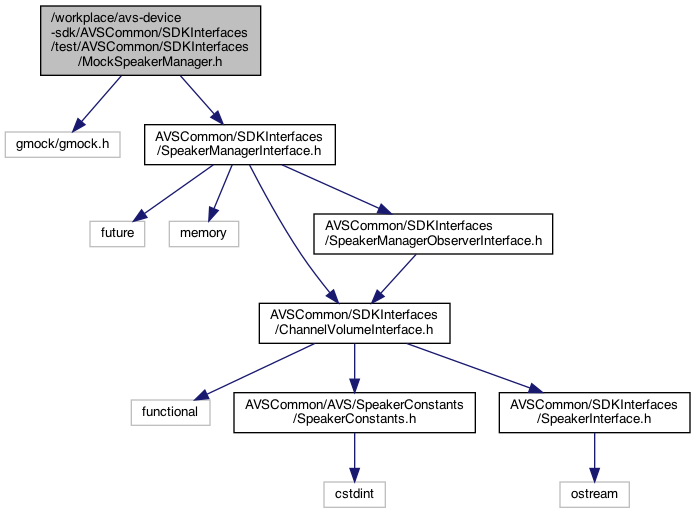 /workplace/avs-device
-sdk/AVSCommon/SDKInterfaces
/test/AVSCommon/SDKInterfaces
/MockSpeakerManager.h
gmock/gmock.h
AVSCommon/SDKInterfaces
/SpeakerManagerInterface.h
future
memory
AVSCommon/SDKInterfaces
/SpeakerManagerObserverInterface.h
AVSCommon/SDKInterfaces
/ChannelVolumeInterface.h
functional
AVSCommon/AVS/SpeakerConstants
/SpeakerConstants.h
AVSCommon/SDKInterfaces
/SpeakerInterface.h
cstdint
ostream